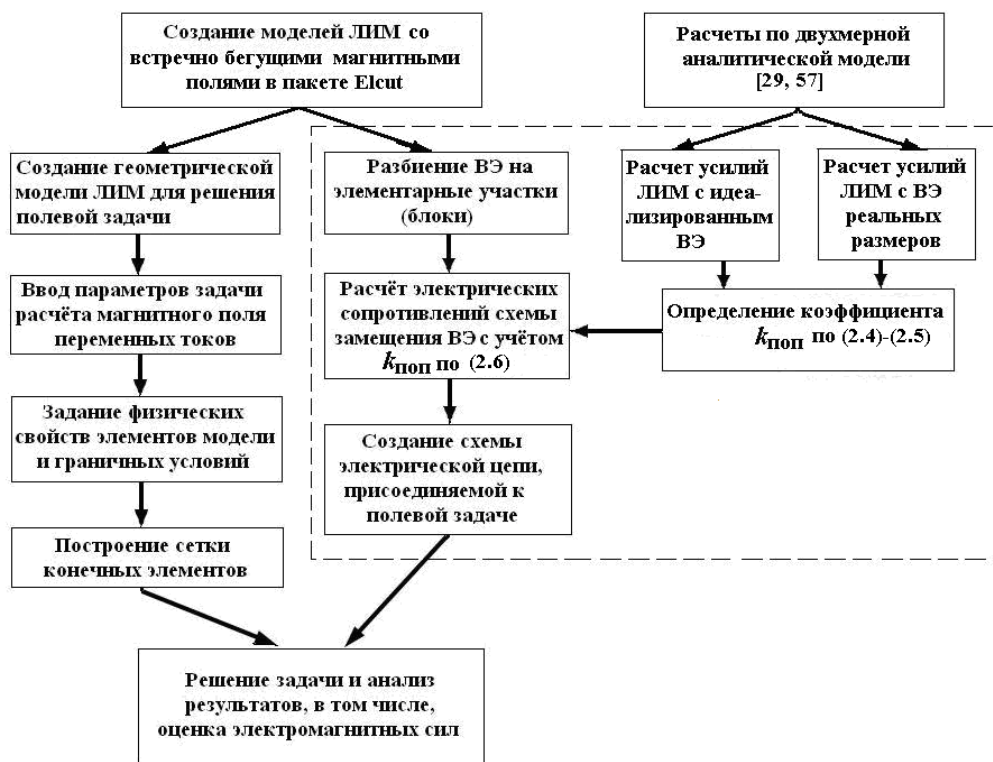 Создание моделей ЛИМ со
встречно бегущими магнитными
полями в пакете Elcut
Расчеты по двухмерной
аналитической модели
[29, 57]
Создание геометрической
модели ЛИМ для решения
полевой задачи
Разбиение ВЭ на
элементарные участки
(блоки)
Расчет усилий
ЛИМ с идеа-
лизированным
ВЭ
Расчет усилий
ЛИМ с ВЭ
реальных
размеров
Ввод параметров задачи
расчёта магнитного поля
переменных токов
Расчёт электрических
сопротивлений схемы
замещения ВЭ с учётом
kпоп по (2.6)
Определение коэффициента
kпоп по (2.4)-(2.5)
Задание физических
свойств элементов модели
и граничных условий
Создание схемы
электрической цепи,
присоединяемой к
полевой задаче
Построение сетки
конечных элементов
Решение задачи и анализ
результатов, в том числе,
оценка электромагнитных сил